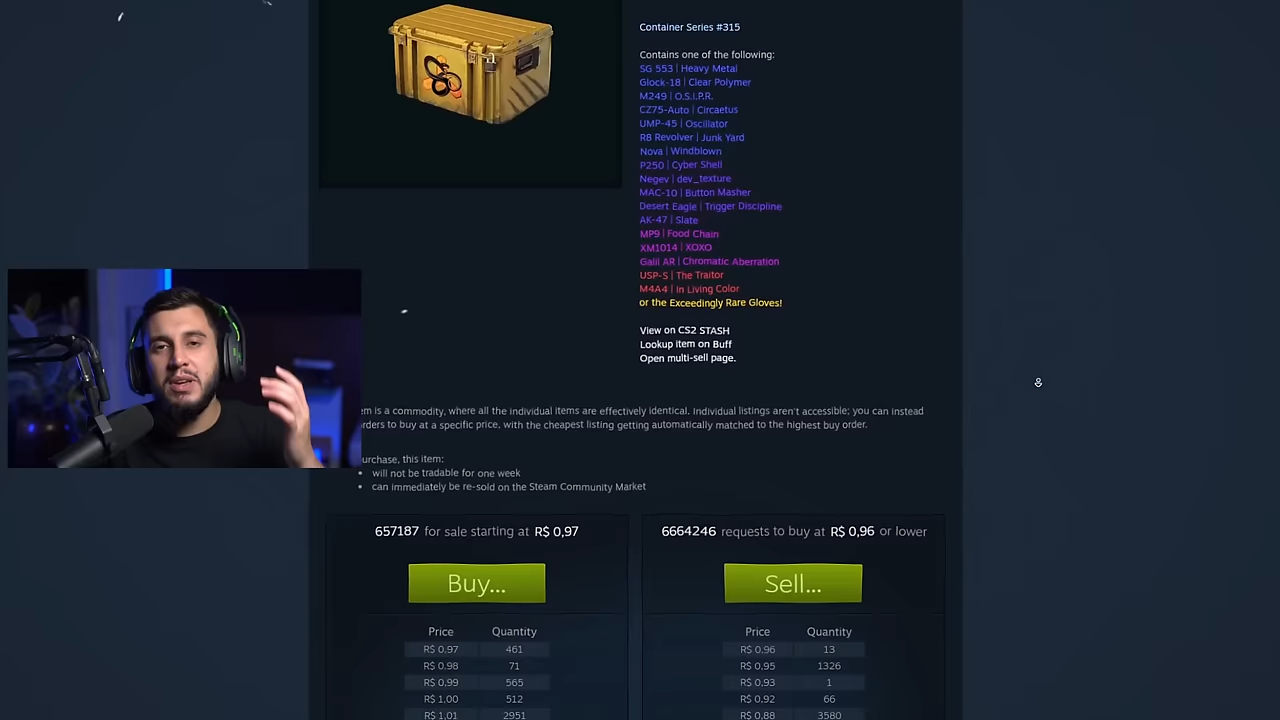 Container Series #315
Contains one of the following:
SG 553 | Heavy Metal
Glock-18 | Clear Polymer
M249 | O.S.I.P.R.
CZ75-Auto | Circaetus
UMP-45 | Oscillator
R8 Revolver | Junk Yard
Nova | Windblown
P250 | Cyber Shell
Negev | dev_texture
MAC-10 | Button Masher
Desert Eagle | Trigger Discipline
AK-47 | Slate
MP9 | Food Chain
XM1014 | XOXO
Galil AR | Chromatic Aberration
USP-S | The Traitor
M4A4 | In Living Color
or the Exceedingly Rare Gloves!
View on CS2 STASH
Lookup item on Buff
Open multi-sell page.
em is a commodity, where all the individual items are effectively identical. Individual listings aren't accessible; you can instead
orders to buy at a specific price, with the cheapest listing getting automatically matched to the highest buy order.
urchase, this item:
• will not be tradable for one week
• can immediately be re-sold on the Steam Community Market
657187 for sale starting at R$ 0,97
Buy...
Price Quantity
R$ 0,97 461
R$ 0,98 71
R$ 0,99 565
R$ 1,00 512
R$ 1,01 2951
6664246 requests to buy at R$ 0,96 or lower
Sell...
Price Quantity
R$ 0,96 13
R$ 0,95 1326
R$ 0,93 1
R$ 0,92 66
R$ 0,88 3580